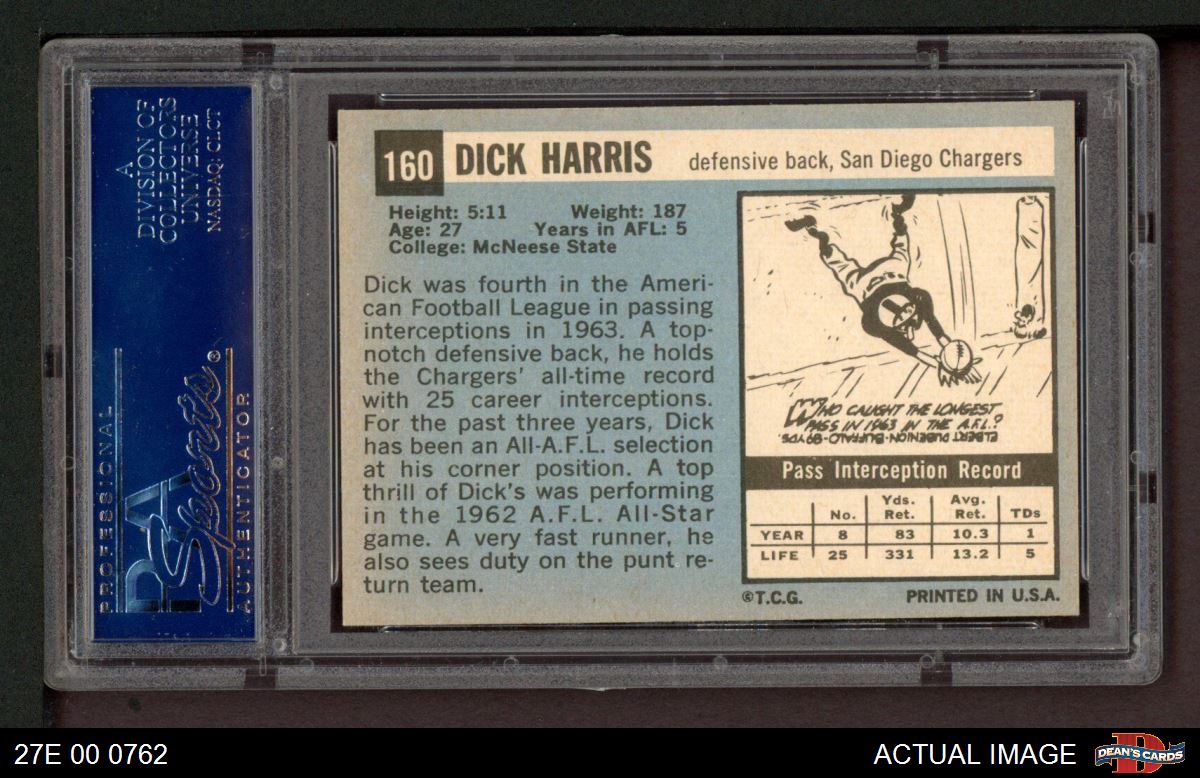 A
DIVISION OF
COLLECTORS
UNIVERSE
NASDAQ: CLCT
PROFESSIONAL
PSA
Sports®
AUTHENTICATOR
160 DICK HARRIS defensive back, San Diego Chargers
Height: 5:11 Weight: 187
Age: 27 Years in AFL: 5
College: McNeese State
Dick was fourth in the Ameri-
can Football League in passing
interceptions in 1963. A top-
notch defensive back, he holds
the Chargers' all-time record
with 25 career interceptions.
For the past three years, Dick
has been an All-A.F.L. selection
at his corner position. A top
thrill of Dick's was performing
in the 1962 A.F.L. All-Star
game. A very fast runner, he
also sees duty on the punt re-
turn team.
WHO CAUGHT THE LONGEST
PASS IN 1963 IN THE A.F.L.?
ELBERT DUBENION-BUFFALO-89 YDS.
Pass Interception Record
No. Yds. Ret. Avg. Ret. TDs
YEAR 8 83 10.3 1
LIFE 25 331 13.2 5
©T.C.G. PRINTED IN U.S.A.
27E 00 0762
ACTUAL IMAGE
D
DEAN'S CARDS